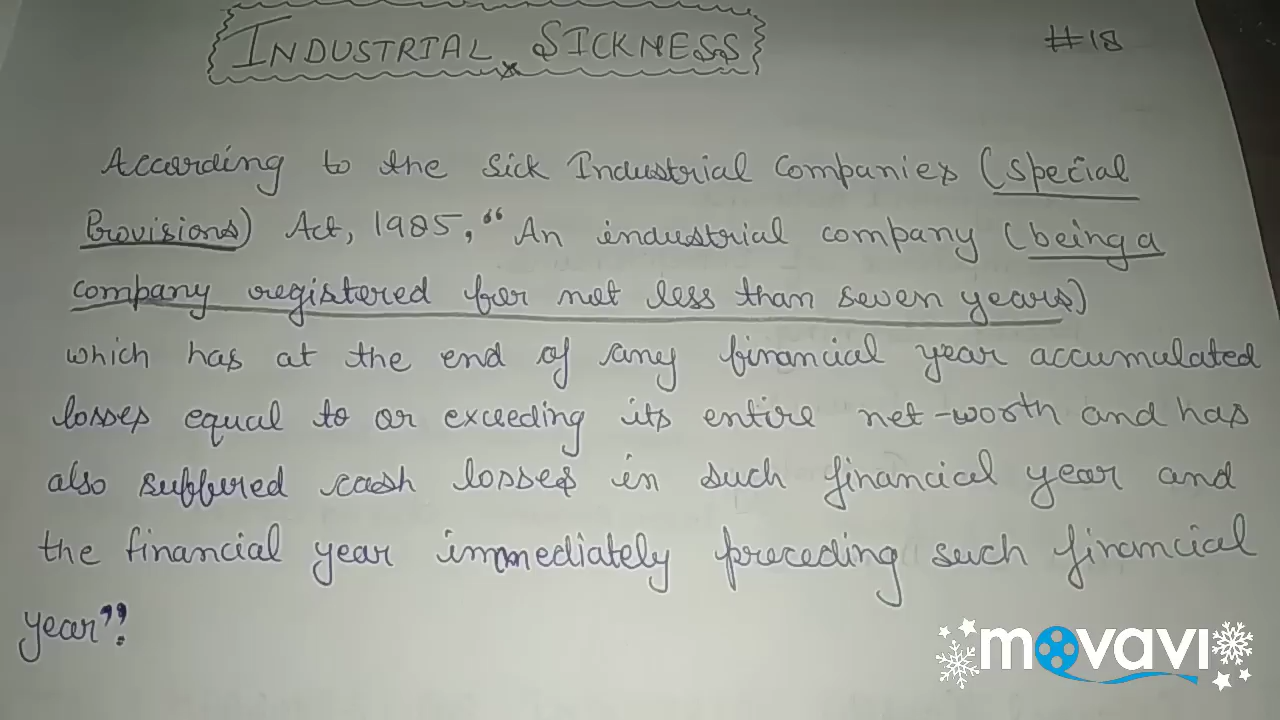 INDUSTRIAL SICKNESS
#18
According to the Sick Industrial Companies (Special
Provisions) Act, 1985, “An industrial company (being a
company registered for not less than seven years)
which has at the end of any financial year accumulated
losses equal to or exceeding its entire net-worth and has
also suffered cash losses in such financial year and
the financial year immediately preceding such financial
year”.
movavi